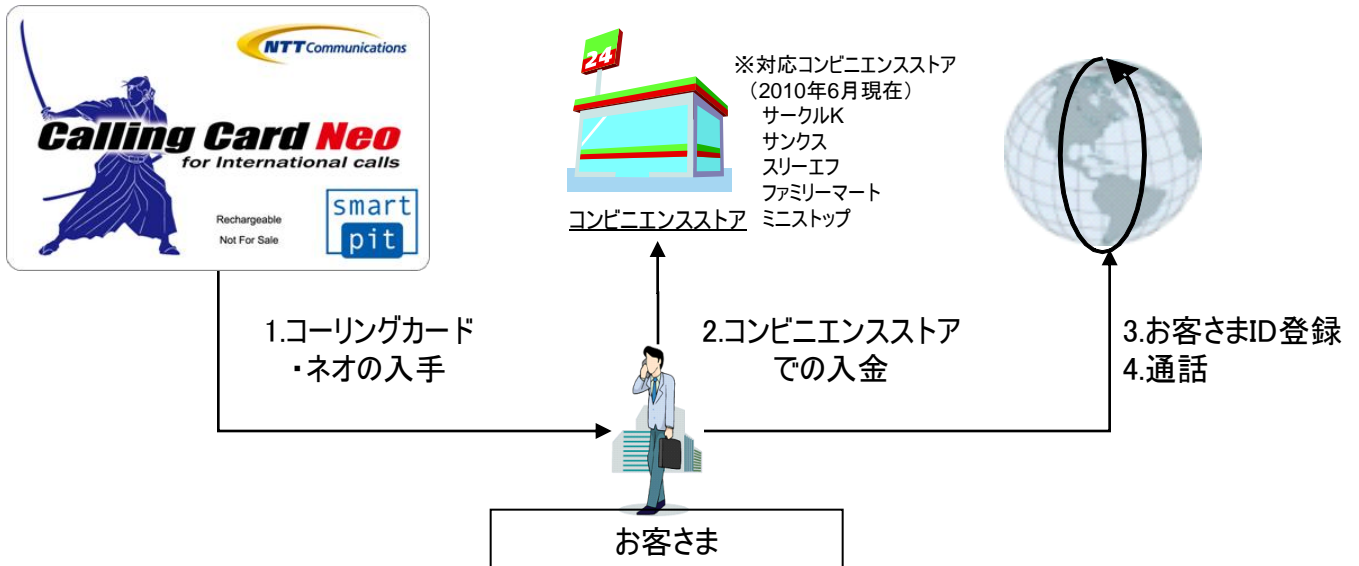 NTT Communications
Calling Card Neo
for International calls
Rechargeable
Not For Sale
smart
pit
24
※対応コンビニエンスストア
（2010年6月現在）
サークルK
サンクス
スリーエフ
ファミリーマート
ミニストップ
コンビニエンスストア
1.コーリングカード
・ネオの入手
2.コンビニエンスストア
での入金
3.お客さまID登録
4.通話
お客さま